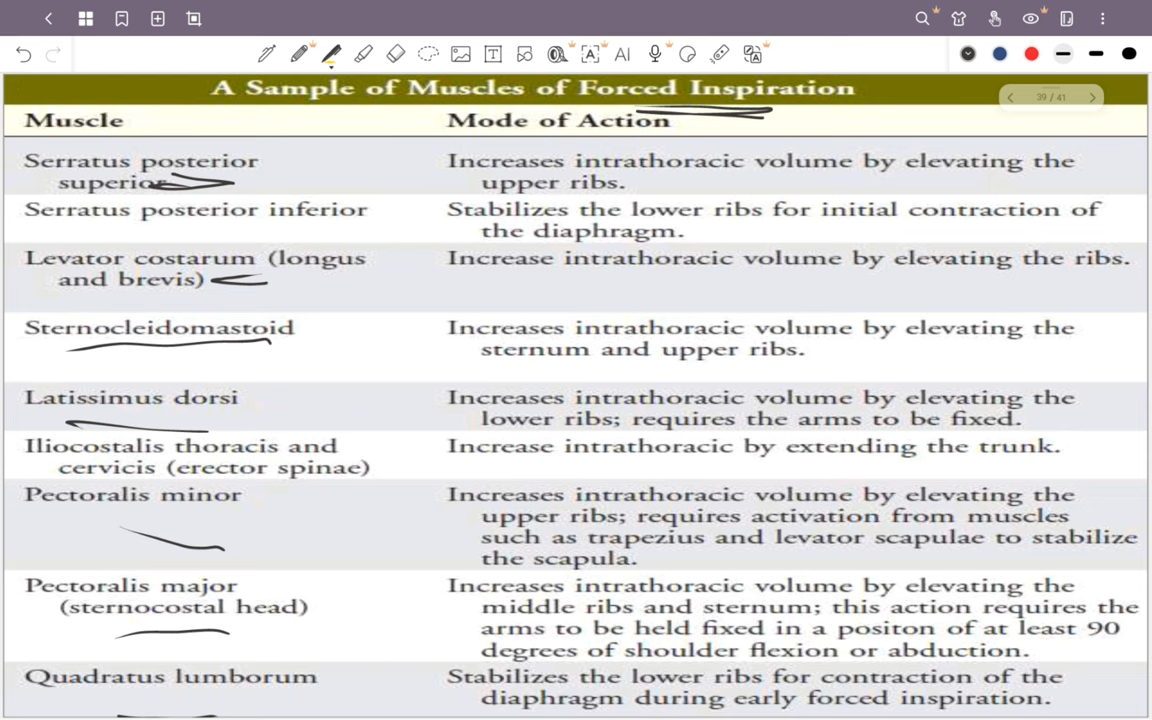 39 / 41
A Sample of Muscles of Forced Inspiration
Muscle Mode of Action
Serratus posterior Increases intrathoracic volume by elevating the
superior upper ribs.
Serratus posterior inferior Stabilizes the lower ribs for initial contraction of
the diaphragm.
Levator costarum (longus Increase intrathoracic volume by elevating the ribs.
and brevis)
Sternocleidomastoid Increases intrathoracic volume by elevating the
sternum and upper ribs.
Latissimus dorsi Increases intrathoracic volume by elevating the
lower ribs; requires the arms to be fixed.
Iliocostalis thoracis and Increase intrathoracic by extending the trunk.
cervicis (erector spinae)
Pectoralis minor Increases intrathoracic volume by elevating the
upper ribs; requires activation from muscles
such as trapezius and levator scapulae to stabilize
the scapula.
Pectoralis major Increases intrathoracic volume by elevating the
(sternocostal head) middle ribs and sternum; this action requires the
arms to be held fixed in a positon of at least 90
degrees of shoulder flexion or abduction.
Quadratus lumborum Stabilizes the lower ribs for contraction of the
diaphragm during early forced inspiration.